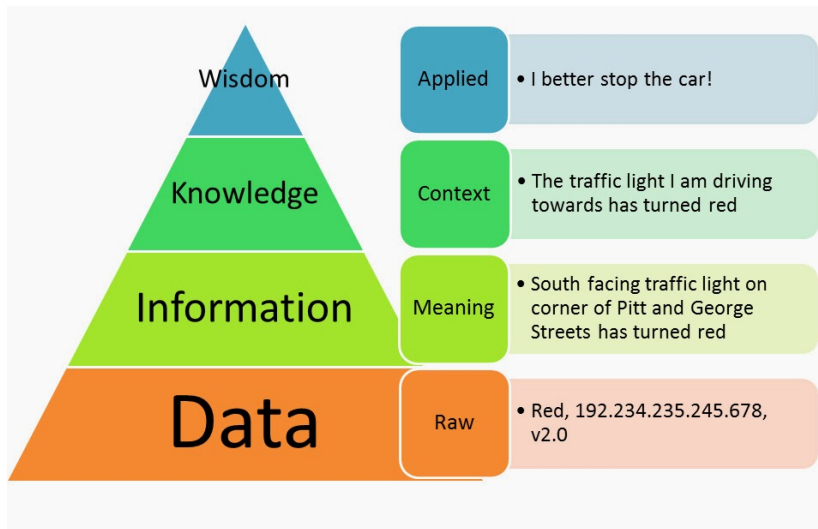 Wisdom
Applied
• I better stop the car!
Knowledge
Context
• The traffic light I am driving
towards has turned red
Information
Meaning
• South facing traffic light on
corner of Pitt and George
Streets has turned red
Data
Raw
• Red, 192.234.235.245.678,
v2.0